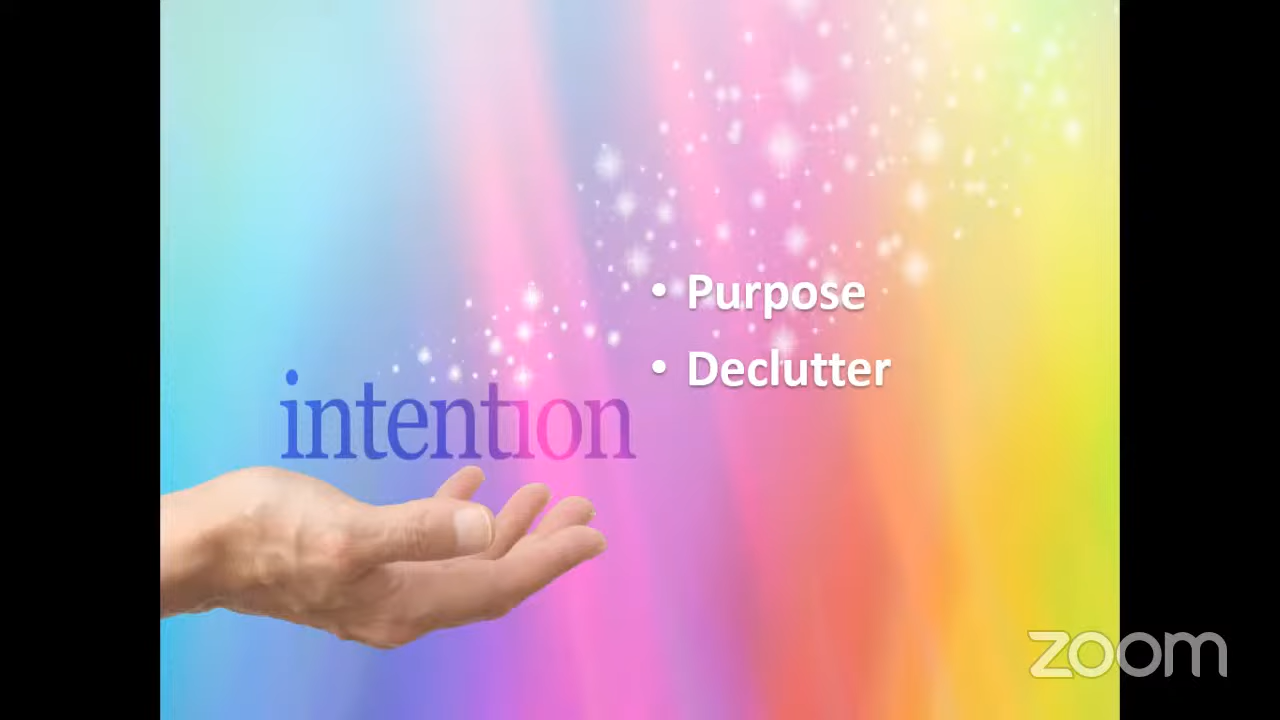 • Purpose
• Declutter
intention
zoom